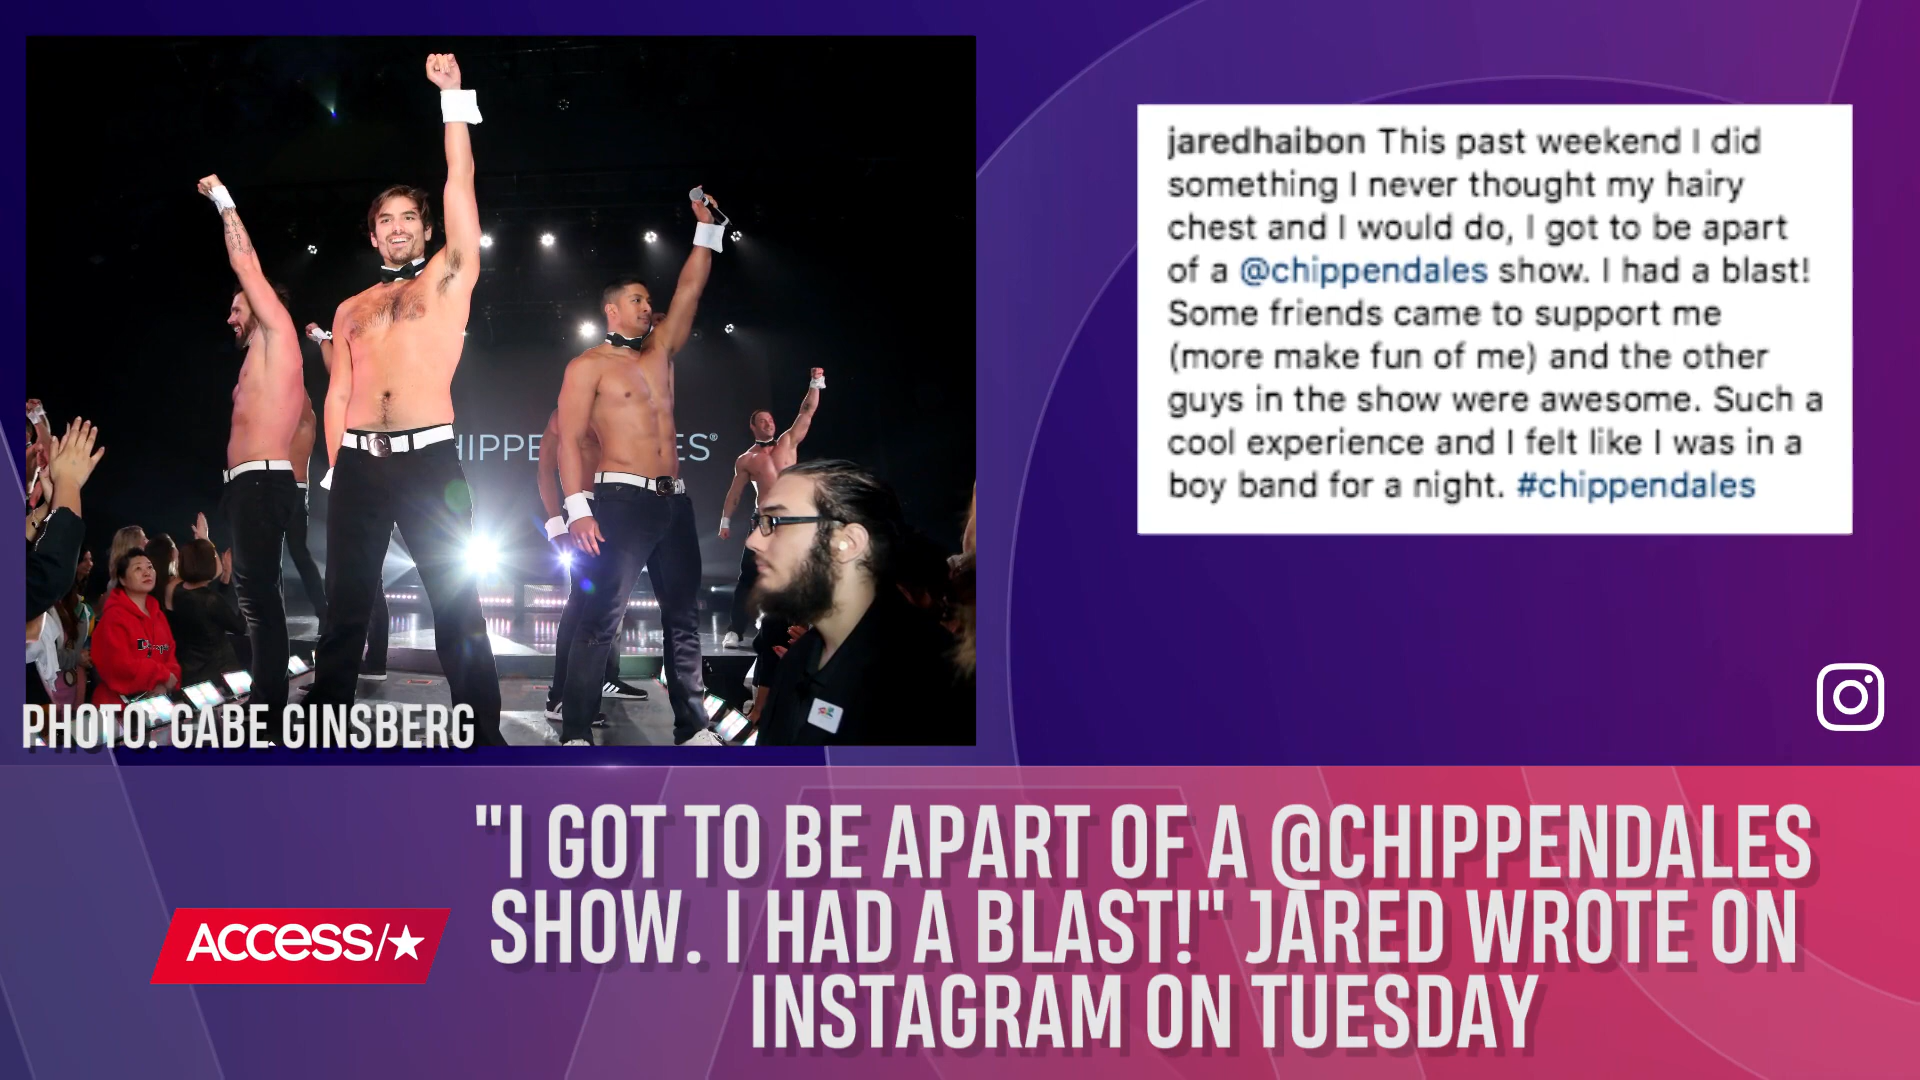 HIPPE ES®
PHOTO: GABE GINSBERG
jaredhaibon This past weekend I did
something I never thought my hairy
chest and I would do, I got to be apart
of a @chippendales show. I had a blast!
Some friends came to support me
(more make fun of me) and the other
guys in the show were awesome. Such a
cool experience and I felt like I was in a
boy band for a night. #chippendales
ACCESS/★
"I GOT TO BE APART OF A @CHIPPENDALES
SHOW. I HAD A BLAST!" JARED WROTE ON
INSTAGRAM ON TUESDAY